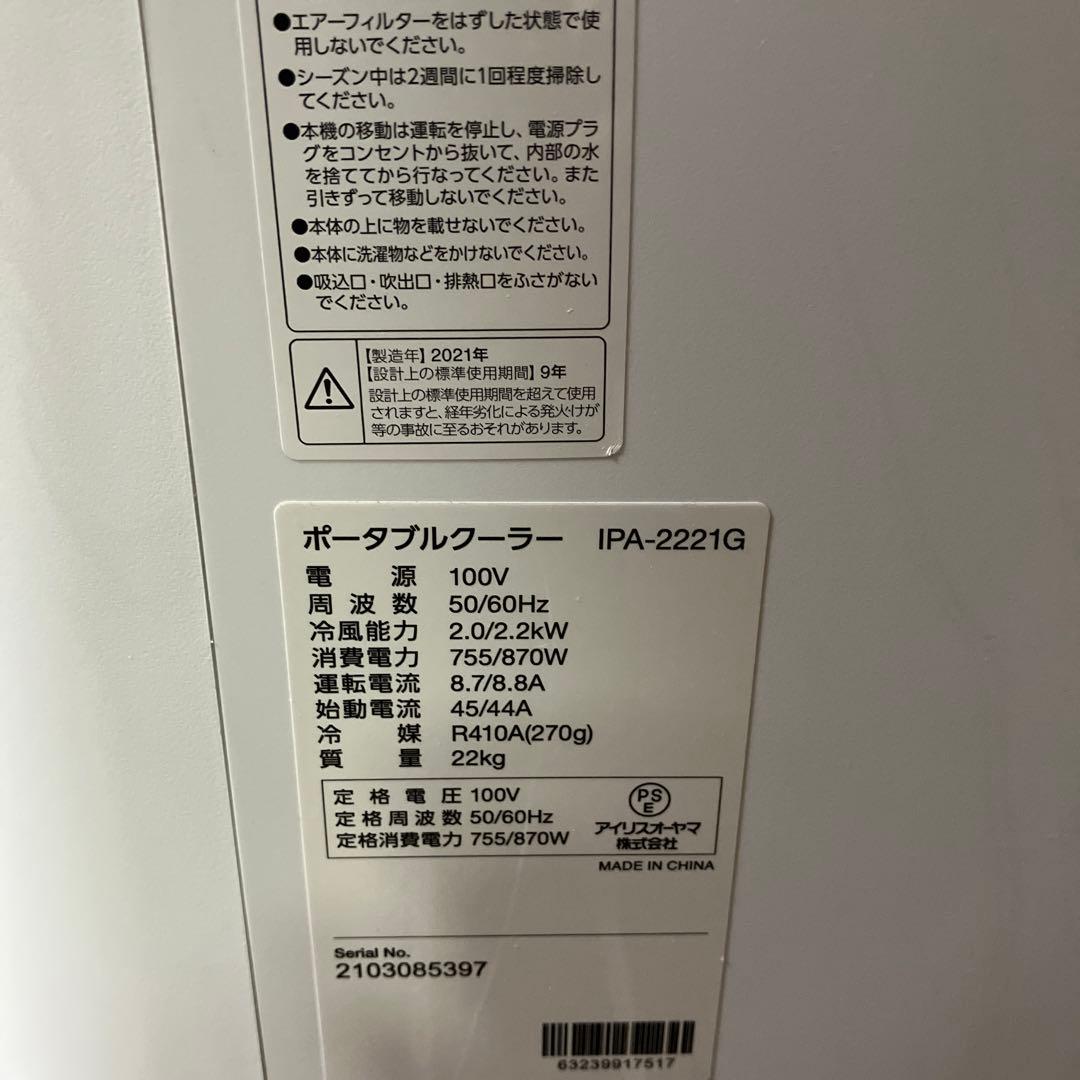 ●エアーフィルターをはずした状態で使
用しないでください。
●シーズン中は2週間に1回程度掃除し
てください。
●本機の移動は運転を停止し、電源プラ
グをコンセントから抜いて、内部の水
を捨ててから行なってください。また
引きずって移動しないでください。
●本体の上に物を載せないでください。
●本体に洗濯物などをかけないでください。
●吸込口・吹出口・排熱口をふさがない
でください。
【製造年】2021年
【設計上の標準使用期間】9年
設計上の標準使用期間を超えて使用
されますと、経年劣化による発火・けが
等の事故に至るおそれがあります。
ポータブルクーラー IPA-2221G
電源 100V
周波数 50/60Hz
冷風能力 2.0/2.2kW
消費電力 755/870W
運転電流 8.7/8.8A
始動電流 45/44A
冷媒 R410A(270g)
質量 22kg
定格電圧 100V
定格周波数 50/60Hz
定格消費電力 755/870W
PSE
アイリスオーヤマ
株式会社
MADE IN CHINA
Serial No.
2103085397
63239917517